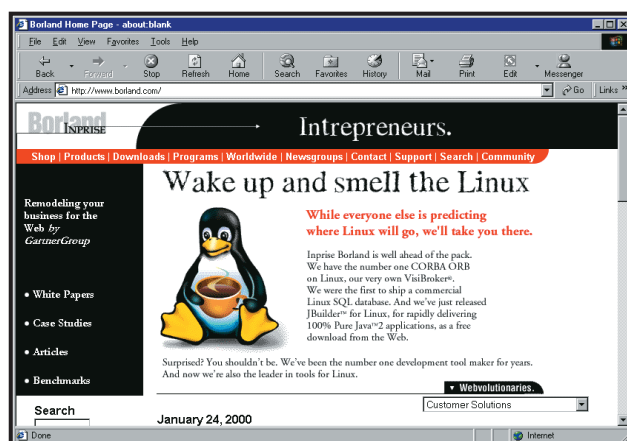 Borland Home Page - about:blank
File Edit View Favorites Tools Help
Back Forward Stop Refresh Home Search Favorites History Mail Print Edit Messenger
Address http://www.borland.com/ Go Links »
Borland INPRISE
Intrepreneurs.
Shop | Products | Downloads | Programs | Worldwide | Newsgroups | Contact | Support | Search | Community
Wake up and smell the Linux
Remodeling your
business for the
Web by
GartnerGroup
• White Papers
• Case Studies
• Articles
• Benchmarks
While everyone else is predicting
where Linux will go, we'll take you there.
Inprise Borland is well ahead of the pack.
We have the number one CORBA ORB
on Linux, our very own VisiBroker®.
We were the first to ship a commercial
Linux SQL database. And we've just released
JBuilder™ for Linux, for rapidly delivering
100% Pure Java™2 applications, as a free
download from the Web.
Surprised? You shouldn't be. We've been the number one development tool maker for years.
And now we're also the leader in tools for Linux.
Webvolutionaries.
Search
Customer Solutions
January 24, 2000
Done Internet